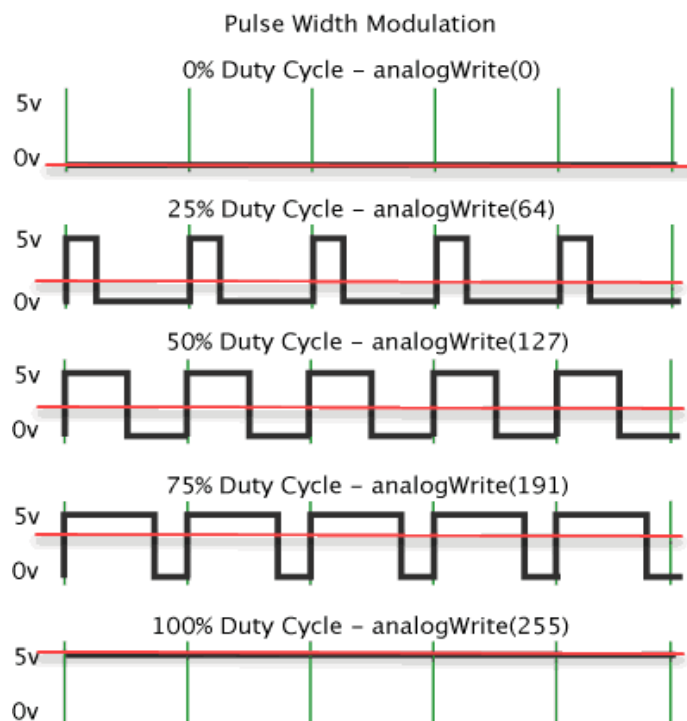 Pulse Width Modulation
0% Duty Cycle – analogWrite(0)
5v
0v
25% Duty Cycle – analogWrite(64)
5v
0v
50% Duty Cycle – analogWrite(127)
5v
0v
75% Duty Cycle – analogWrite(191)
5v
0v
100% Duty Cycle – analogWrite(255)
5v
0v